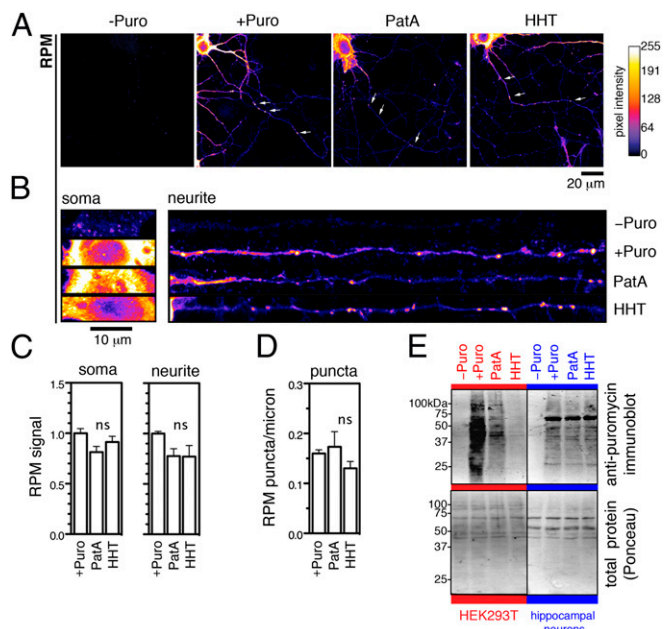 A
-Puro +Puro PatA HHT
RPM
255
191
128
64
0
pixel intensity
20 μm
B
soma neurite
-Puro
+Puro
PatA
HHT
10 μm
C
soma neurite
RPM signal
1.5
1.0
0.5
0.0
ns
ns
+Puro PatA HHT
+Puro PatA HHT
D
puncta
RPM puncta/micron
0.3
0.2
0.1
0.0
ns
+Puro PatA HHT
E
-Puro +Puro PatA HHT -Puro +Puro PatA HHT
100kDa
75
50
37
25
anti-puromycin
immunoblot
100
75
50
37
25
total protein
(Ponceau)
HEK293T hippocampal